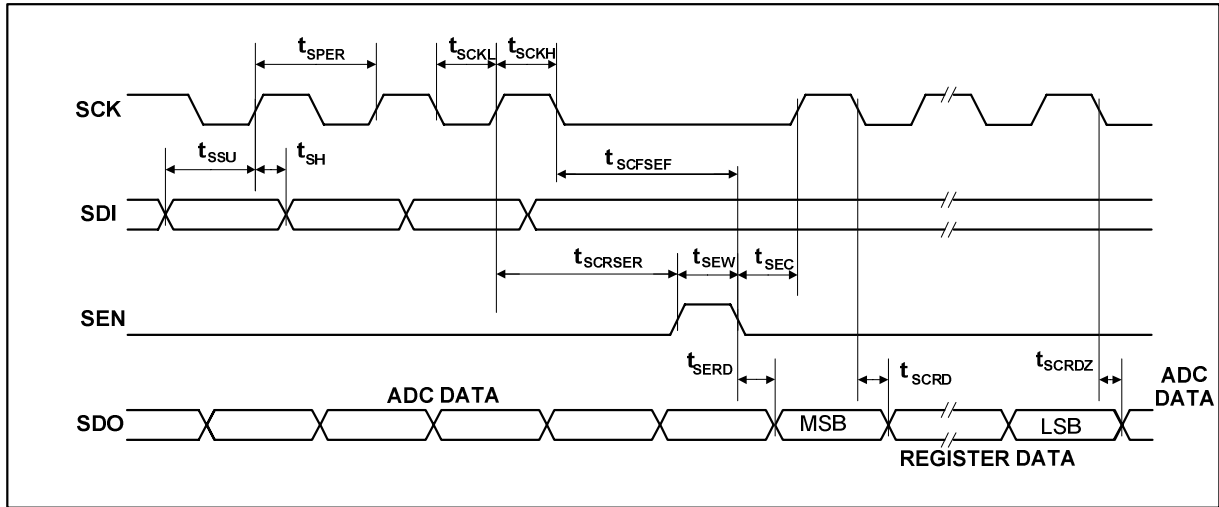 tSPER
tSCKL
tSCKH
SCK
tSSU
tSH
tSCFSEF
SDI
tSCRSER
tSEW
tSEC
SEN
tSERD
tSCRD
tSCRDZ
ADC DATA
ADC DATA
SDO
MSB
LSB
REGISTER DATA